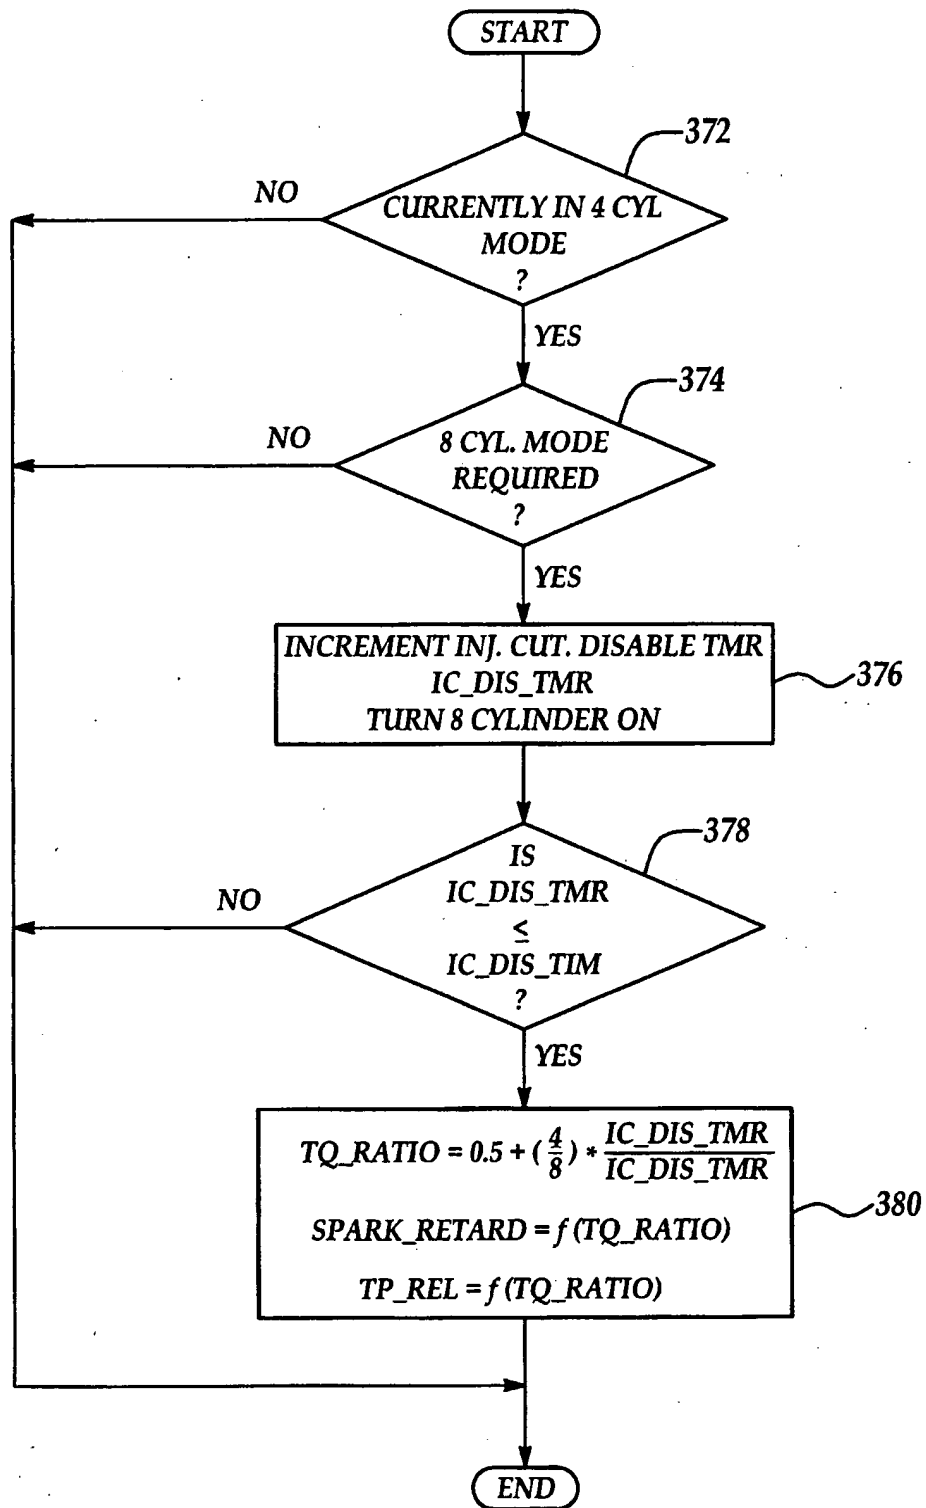 START
372
CURRENTLY IN 4 CYL
MODE
?
NO
YES
374
8 CYL. MODE
REQUIRED
?
NO
YES
INCREMENT INJ. CUT. DISABLE TMR
IC_DIS_TMR
TURN 8 CYLINDER ON
376
378
IS
IC_DIS_TMR
≤
IC_DIS_TIM
?
NO
YES
TQ_RATIO = 0.5 + (4/8) * IC_DIS_TMR/IC_DIS_TMR
SPARK_RETARD = f (TQ_RATIO)
TP_REL = f (TQ_RATIO)
380
END